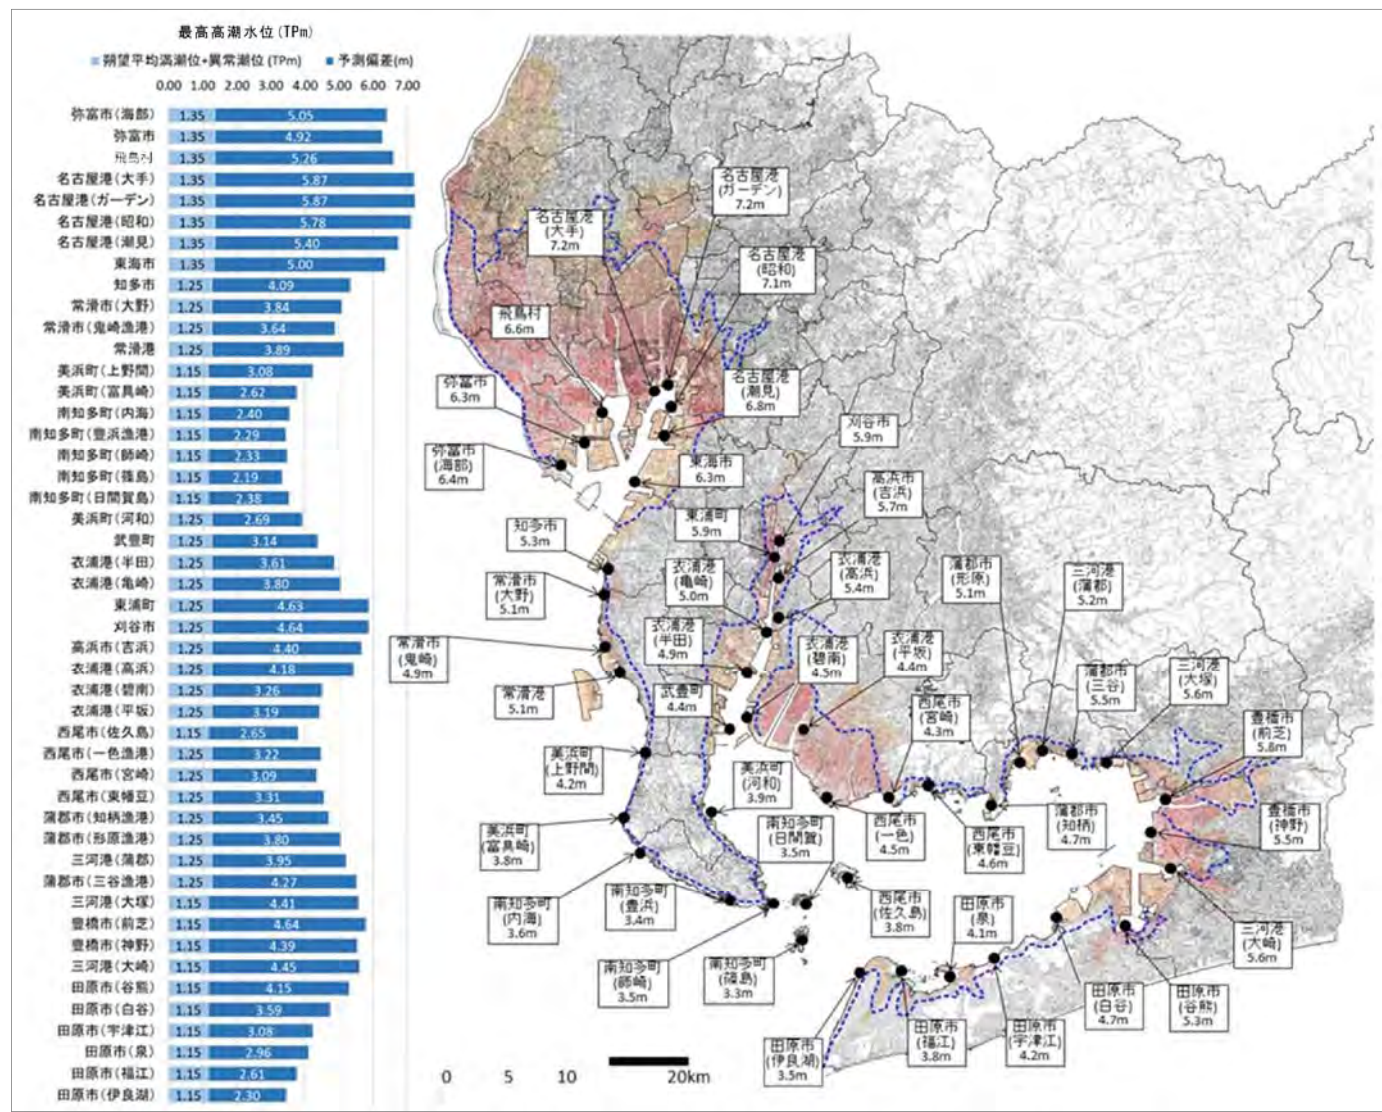 最高高潮水位(TPm)
朔望平均満潮位+異常潮位 (TPm) 予測偏差(m)
0.00 1.00 2.00 3.00 4.00 5.00 6.00 7.00
弥富市(海部) 1.35 5.05
弥富市 1.35 4.92
飛島村 1.35 5.26
名古屋港(大手) 1.35 5.87
名古屋港(ガーデン) 1.35 5.87
名古屋港(昭和) 1.35 5.78
名古屋港(潮見) 1.35 5.40
東海市 1.35 5.00
知多市 1.25 4.09
常滑市(大野) 1.25 3.84
常滑市(鬼崎漁港) 1.25 3.64
常滑港 1.25 3.89
美浜町(上野間) 1.15 3.08
美浜町(富具崎) 1.15 2.62
南知多町(内海) 1.15 2.40
南知多町(豊浜漁港) 1.15 2.29
南知多町(師崎) 1.15 2.33
南知多町(篠島) 1.15 2.19
南知多町(日間賀島) 1.15 2.38
美浜町(河和) 1.25 2.69
武豊町 1.25 3.14
衣浦港(半田) 1.25 3.61
衣浦港(亀崎) 1.25 3.80
東浦町 1.25 4.63
刈谷市 1.25 4.64
高浜市(吉浜) 1.25 4.40
衣浦港(高浜) 1.25 4.18
衣浦港(碧南) 1.25 3.26
衣浦港(平坂) 1.25 3.19
西尾市(佐久島) 1.15 2.65
西尾市(一色漁港) 1.25 3.22
西尾市(宮崎) 1.25 3.09
西尾市(東幡豆) 1.25 3.31
蒲郡市(知柄漁港) 1.25 3.45
蒲郡市(形原漁港) 1.25 3.80
三河港(蒲郡) 1.25 3.95
蒲郡市(三谷漁港) 1.25 4.27
三河港(大塚) 1.15 4.41
豊橋市(前芝) 1.15 4.64
豊橋市(神野) 1.15 4.39
三河港(大崎) 1.15 4.45
田原市(谷熊) 1.15 4.15
田原市(白谷) 1.15 3.59
田原市(宇津江) 1.15 3.08
田原市(泉) 1.15 2.96
田原市(福江) 1.15 2.61
田原市(伊良湖) 1.15 2.30
名古屋港
(ガーデン)
7.2m
名古屋港
(大手)
7.2m
名古屋港
(昭和)
7.1m
飛島村
6.6m
弥富市
6.3m
名古屋港
(潮見)
6.8m
刈谷市
5.9m
弥富市
(海部)
6.4m
東海市
6.3m
高浜市
(吉浜)
5.7m
東浦町
5.9m
知多市
5.3m
衣浦港
(亀崎)
5.0m
衣浦港
(高浜)
5.4m
蒲郡市
(形原)
5.1m
三河港
(蒲郡)
5.2m
常滑市
(大野)
5.1m
衣浦港
(半田)
4.9m
衣浦港
(碧南)
4.5m
衣浦港
(平坂)
4.4m
常滑市
(鬼崎)
4.9m
蒲郡市
(三谷)
5.5m
三河港
(大塚)
5.6m
常滑港
5.1m
武豊町
4.4m
西尾市
(宮崎)
4.3m
豊橋市
(前芝)
5.8m
美浜町
(上野間)
4.2m
美浜町
(河和)
3.9m
美浜町
(富具崎)
3.8m
南知多町
(日間賀)
3.5m
西尾市
(一色)
4.5m
西尾市
(東幡豆)
4.6m
蒲郡市
(知柄)
4.7m
豊橋市
(神野)
5.5m
南知多町
(内海)
3.6m
南知多町
(豊浜)
3.4m
西尾市
(佐久島)
3.8m
田原市
(泉)
4.1m
三河港
(大崎)
5.6m
南知多町
(師崎)
3.5m
南知多町
(篠島)
3.3m
田原市
(白谷)
4.7m
田原市
(谷熊)
5.3m
田原市
(伊良湖)
3.5m
田原市
(福江)
3.8m
田原市
(宇津江)
4.2m
0 5 10 20km